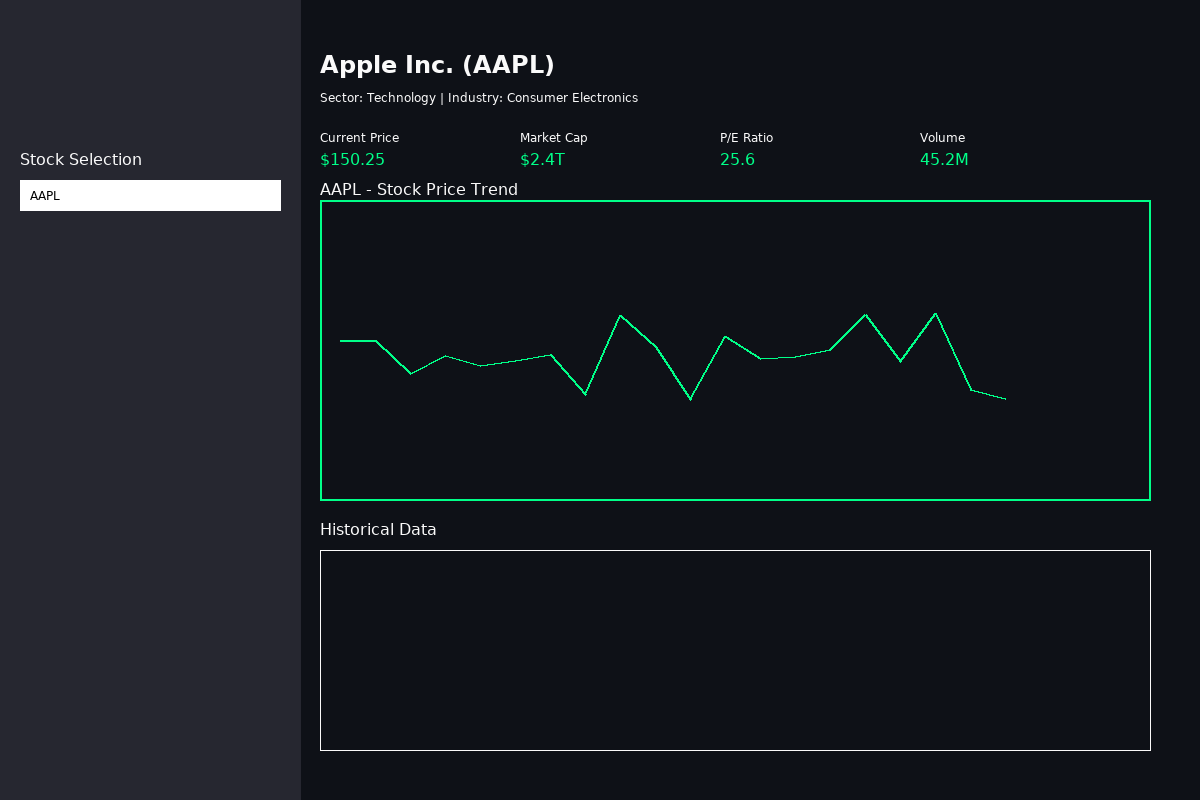 Stock Selection
AAPL
Apple Inc. (AAPL)
Sector: Technology | Industry: Consumer Electronics
Current Price
$150.25
Market Cap
$2.4T
P/E Ratio
25.6
Volume
45.2M
AAPL - Stock Price Trend
Historical Data